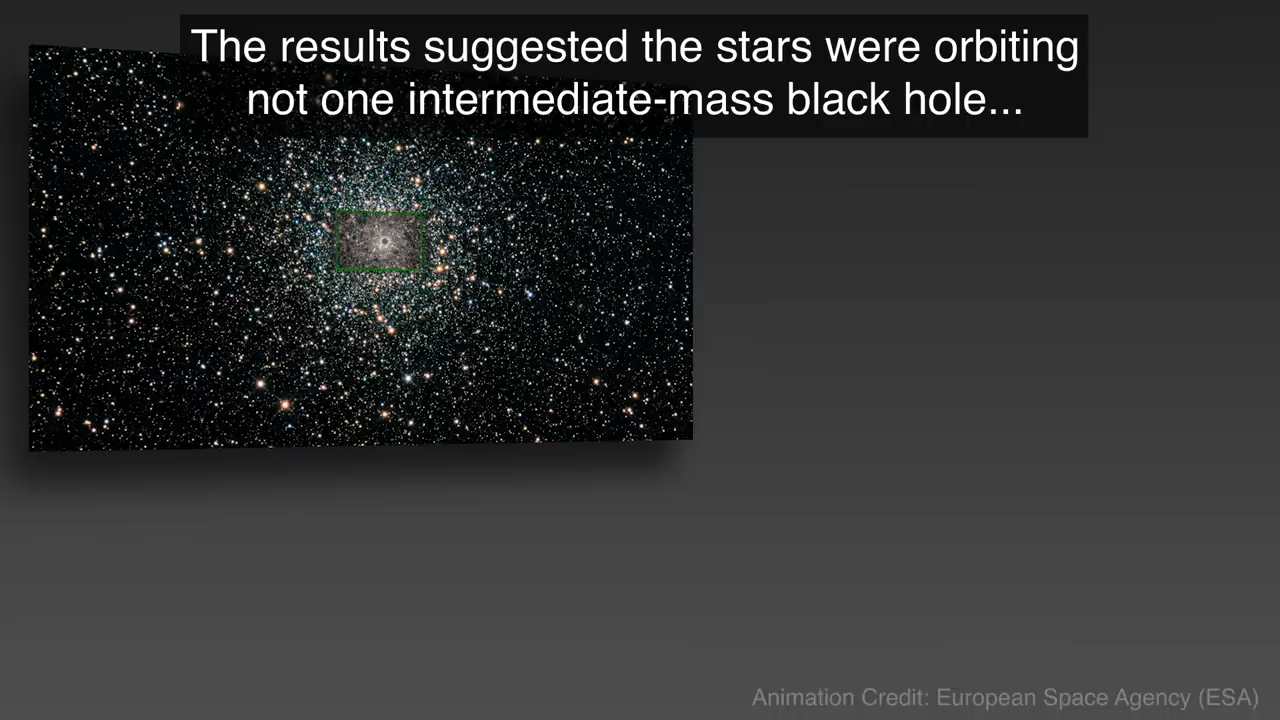 The results suggested the stars were orbiting
not one intermediate-mass black hole...
Animation Credit: European Space Agency (ESA)